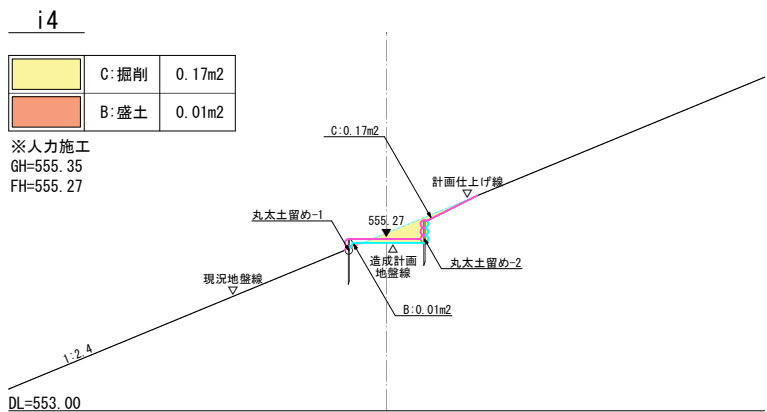 i4
C:掘削 0.17m2
B:盛土 0.01m2
※人力施工
GH=555.35
FH=555.27
C:0.17m2
計画仕上げ線
丸太土留め-1
555.27
造成計画
地盤線
丸太土留め-2
現況地盤線
B:0.01m2
1:2.4
DL=553.00